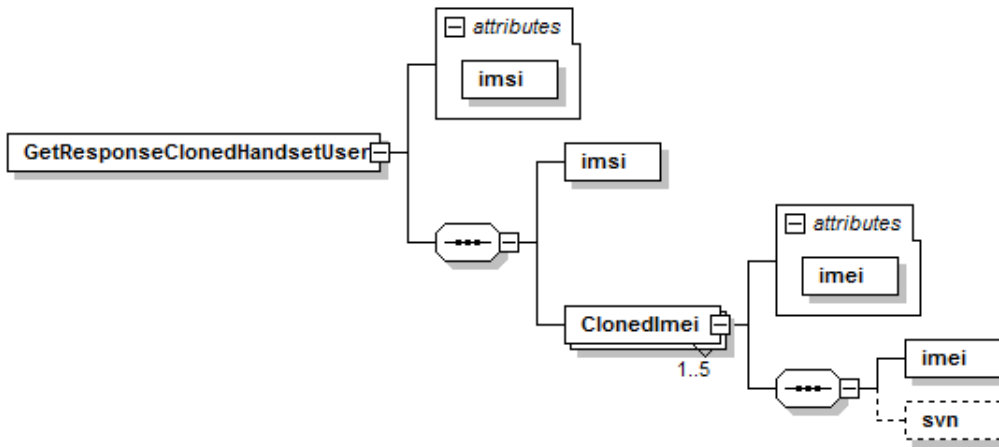 attributes
imsi
GetResponseClonedHandsetUser
imsi
attributes
imei
ClonedImei
1..5
imei
svn